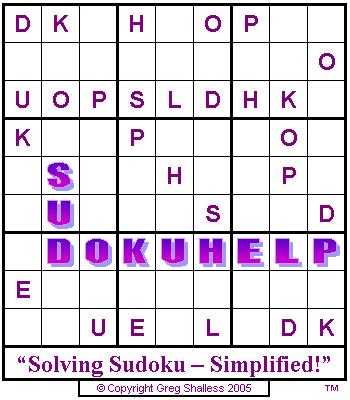 D K H O P
O
U O P S L D H K
K P O
S
H P
U
S D
D O K U H E L P
E
U E L D K
“Solving Sudoku – Simplified!”
© Copyright Greg Shalless 2005 TM